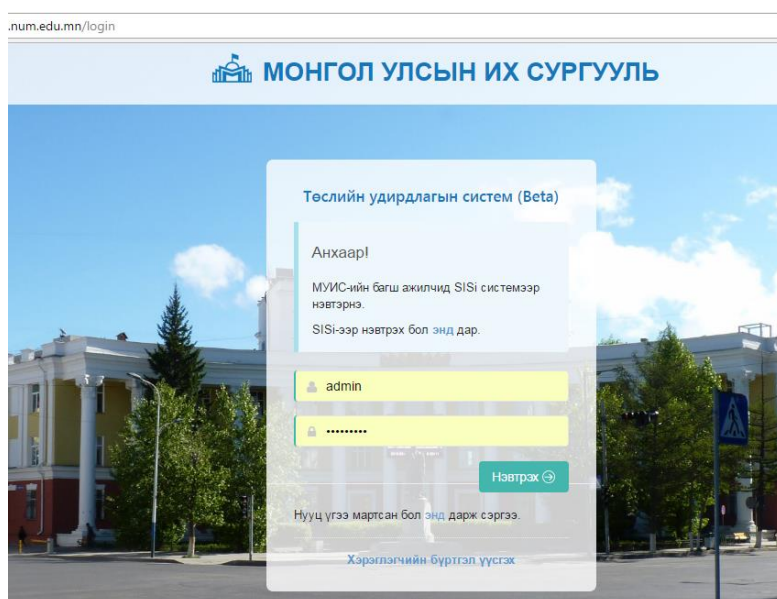 .num.edu.mn/login
МОНГОЛ УЛСЫН ИХ СУРГУУЛЬ
Төслийн удирдлагын систем (Beta)
Анхаар!
МУИС-ийн багш ажилчид SISi системээр
нэвтэрнэ.
SISi-ээр нэвтрэх бол энд дар.
admin
•••••••••
Нэвтрэх
Нууц үгээ мартсан бол энд дарж сэргээ.
Хэрэглэгчийн бүртгэл үүсгэх